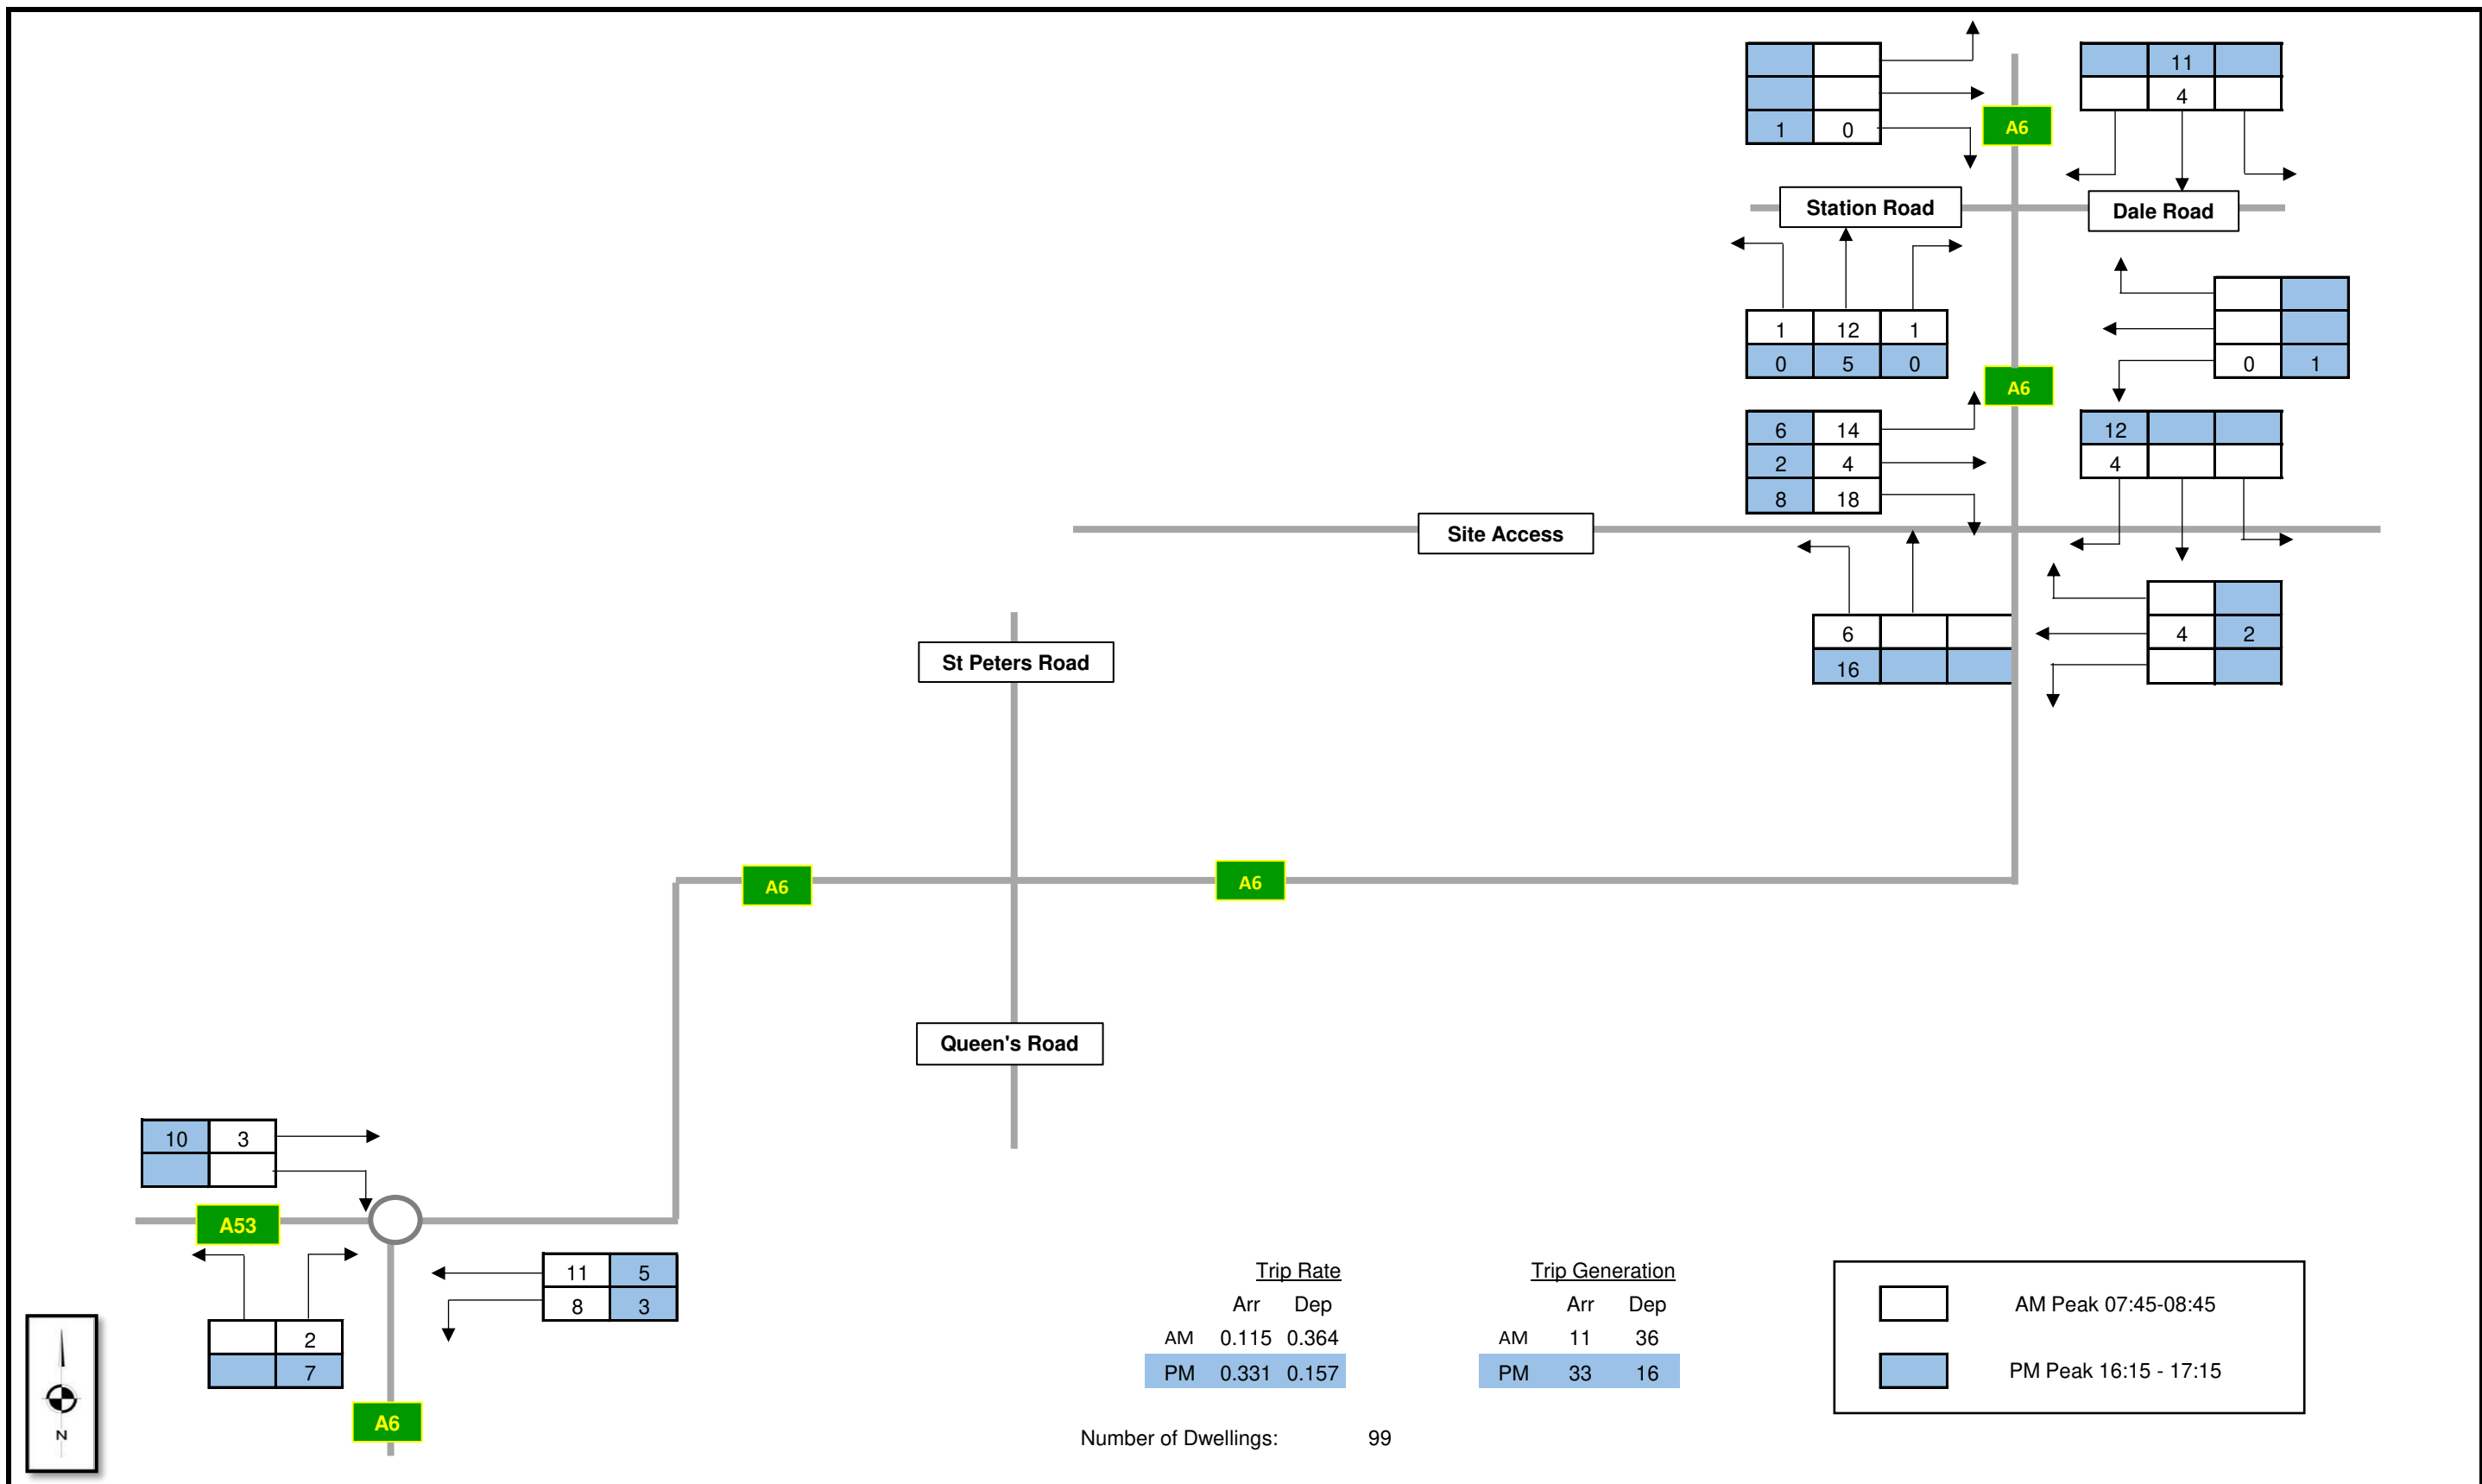 11
4
A6
1 0
Station Road
Dale Road
1 12 1
0 5 0
0 1
A6
6 14
2 4
8 18
12
4
Site Access
6
16
4 2
St Peters Road
A6
A6
Queen's Road
10 3
A53
11 5
8 3
2
7
A6
N
Trip Rate
Arr Dep
AM 0.115 0.364
PM 0.331 0.157
Trip Generation
Arr Dep
AM 11 36
PM 33 16
Number of Dwellings: 99
AM Peak 07:45-08:45
PM Peak 16:15 - 17:15